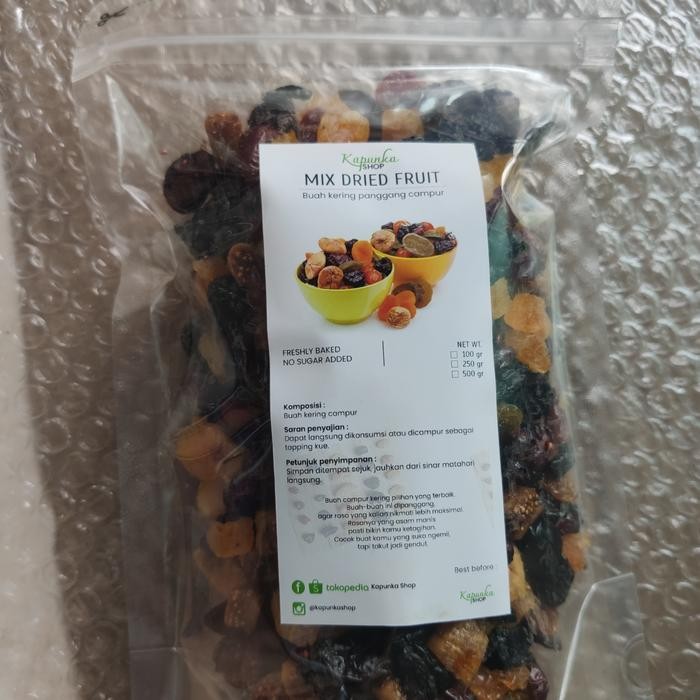 Kapunka
SHOP
MIX DRIED FRUIT
Buah kering panggang campur
FRESHLY BAKED
NO SUGAR ADDED
NET WT.
100 gr
250 gr
500 gr
Komposisi :
Buah kering campur
Saran penyajian :
Dapat langsung dikonsumsi atau dicampur sebagai
topping kue.
Petunjuk penyimpanan :
Simpan ditempat sejuk, jauhkan dari sinar matahari
langsung.
Buah campur kering pilihan yang terbaik.
Buah-buah ini dipanggang,
agar rasa yang kalian nikmati lebih maksimal.
Rasanya yang asam manis
pasti bikin kamu ketagihan.
Cocok buat kamu yang suka ngemil,
tapi takut jadi gendut.
Best before :
tokopedia Kapunka Shop
@kapunkashop
Kapunka
SHOP